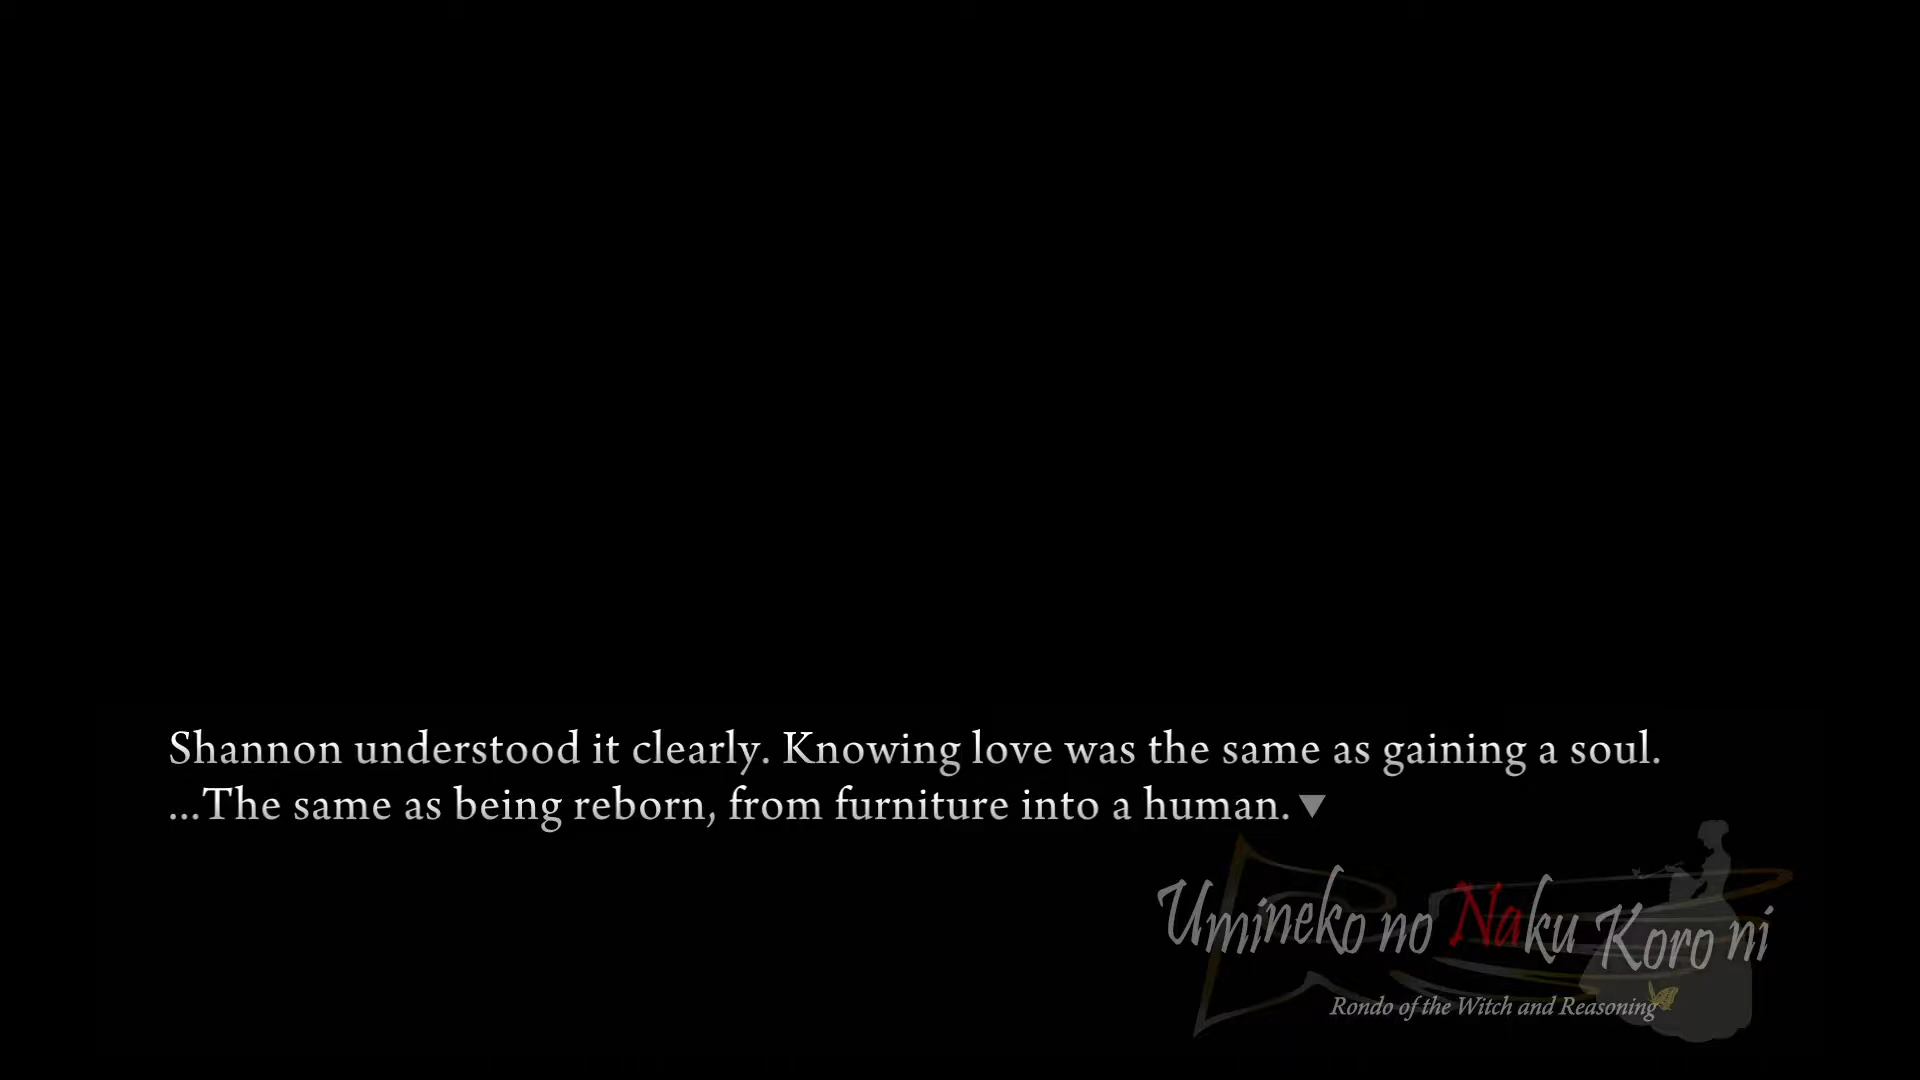 Shannon understood it clearly. Knowing love was the same as gaining a soul.
...The same as being reborn, from furniture into a human.
Umineko no Naku Koro ni
Rondo of the Witch and Reasoning